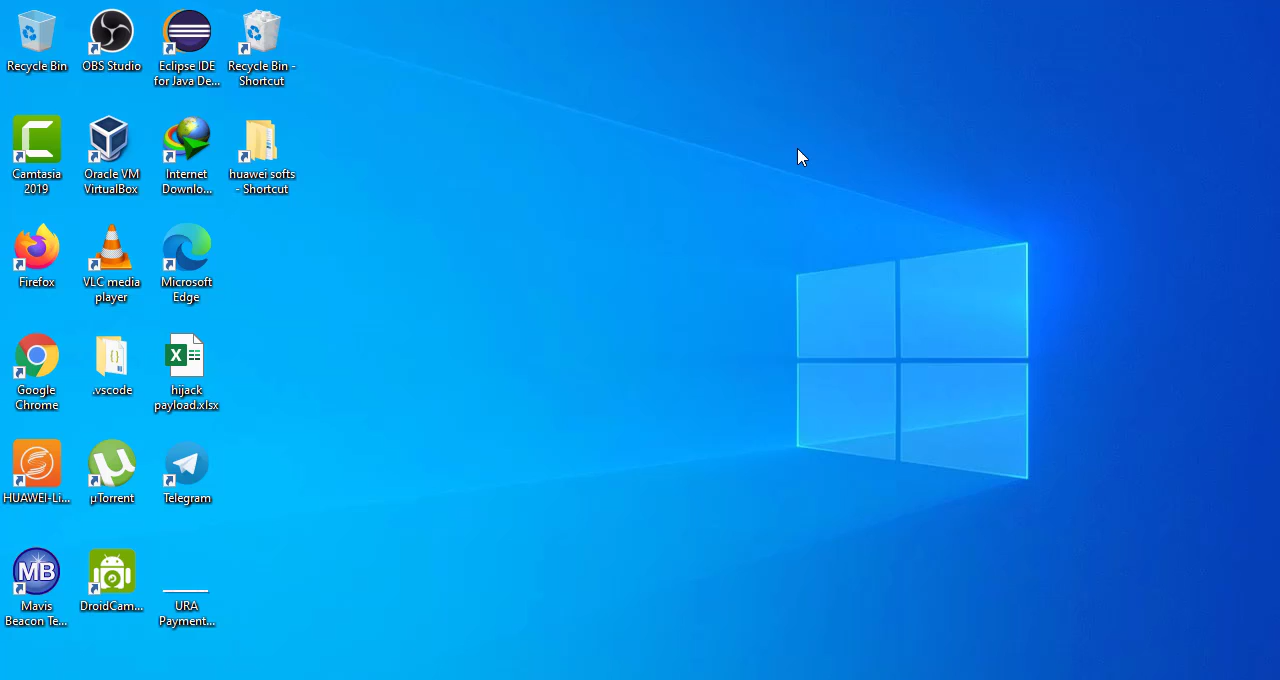 Recycle Bin
OBS Studio
Eclipse IDE
for Java De...
Recycle Bin -
Shortcut
Camtasia
2019
Oracle VM
VirtualBox
Internet
Downlo...
huawei softs
- Shortcut
Firefox
VLC media
player
Microsoft
Edge
Google
Chrome
.vscode
hijack
payload.xlsx
HUAWEI-Li...
µTorrent
Telegram
MB
Mavis
Beacon Te...
DroidCam...
URA
Payment...